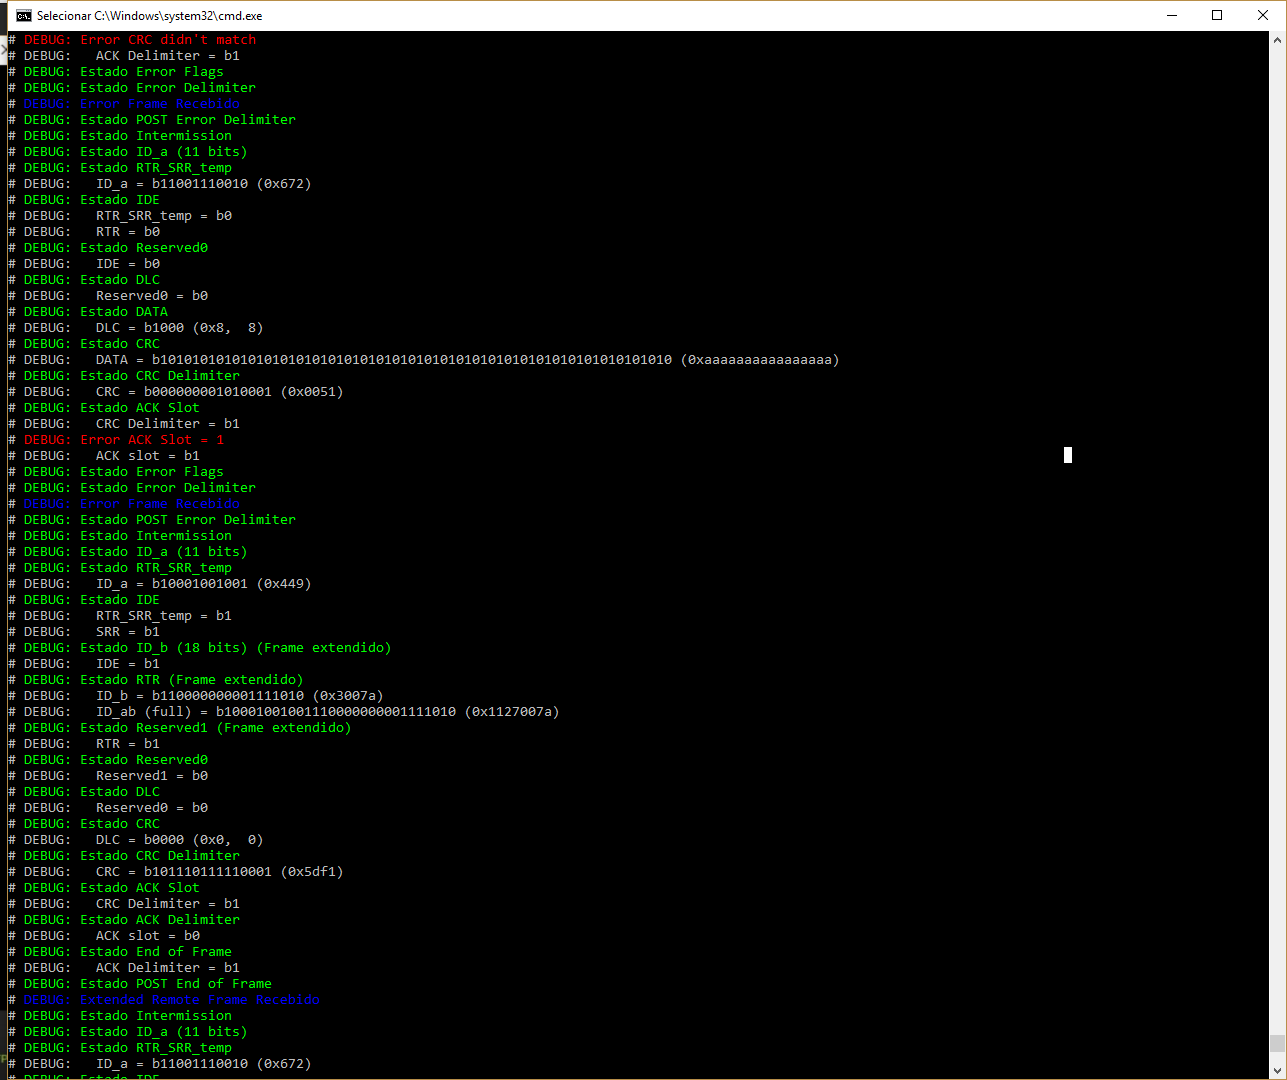 Selecionar C:\Windows\system32\cmd.exe
# DEBUG: Error CRC didn't match
# DEBUG:   ACK Delimiter = b1
# DEBUG: Estado Error Flags
# DEBUG: Estado Error Delimiter
# DEBUG: Error Frame Recebido
# DEBUG: Estado POST Error Delimiter
# DEBUG: Estado Intermission
# DEBUG: Estado ID_a (11 bits)
# DEBUG: Estado RTR_SRR_temp
# DEBUG:   ID_a = b11001110010 (0x672)
# DEBUG: Estado IDE
# DEBUG:   RTR_SRR_temp = b0
# DEBUG:   RTR = b0
# DEBUG: Estado Reserved0
# DEBUG:   IDE = b0
# DEBUG: Estado DLC
# DEBUG:   Reserved0 = b0
# DEBUG: Estado DATA
# DEBUG:   DLC = b1000 (0x8,  8)
# DEBUG: Estado CRC
# DEBUG:   DATA = b1010101010101010101010101010101010101010101010101010101010101010 (0xaaaaaaaaaaaaaaaa)
# DEBUG: Estado CRC Delimiter
# DEBUG:   CRC = b000000001010001 (0x0051)
# DEBUG: Estado ACK Slot
# DEBUG:   CRC Delimiter = b1
# DEBUG: Error ACK Slot = 1
# DEBUG:   ACK slot = b1
# DEBUG: Estado Error Flags
# DEBUG: Estado Error Delimiter
# DEBUG: Error Frame Recebido
# DEBUG: Estado POST Error Delimiter
# DEBUG: Estado Intermission
# DEBUG: Estado ID_a (11 bits)
# DEBUG: Estado RTR_SRR_temp
# DEBUG:   ID_a = b10001001001 (0x449)
# DEBUG: Estado IDE
# DEBUG:   RTR_SRR_temp = b1
# DEBUG:   SRR = b1
# DEBUG: Estado ID_b (18 bits) (Frame extendido)
# DEBUG:   IDE = b1
# DEBUG: Estado RTR (Frame extendido)
# DEBUG:   ID_b = b110000000001111010 (0x3007a)
# DEBUG:   ID_ab (full) = b10001001001110000000001111010 (0x1127007a)
# DEBUG: Estado Reserved1 (Frame extendido)
# DEBUG:   RTR = b1
# DEBUG: Estado Reserved0
# DEBUG:   Reserved1 = b0
# DEBUG: Estado DLC
# DEBUG:   Reserved0 = b0
# DEBUG: Estado CRC
# DEBUG:   DLC = b0000 (0x0,  0)
# DEBUG: Estado CRC Delimiter
# DEBUG:   CRC = b101110111110001 (0x5df1)
# DEBUG: Estado ACK Slot
# DEBUG:   CRC Delimiter = b1
# DEBUG: Estado ACK Delimiter
# DEBUG:   ACK slot = b0
# DEBUG: Estado End of Frame
# DEBUG:   ACK Delimiter = b1
# DEBUG: Estado POST End of Frame
# DEBUG: Extended Remote Frame Recebido
# DEBUG: Estado Intermission
# DEBUG: Estado ID_a (11 bits)
# DEBUG: Estado RTR_SRR_temp
# DEBUG:   ID_a = b11001110010 (0x672)
# DEBUG: Estado IDE